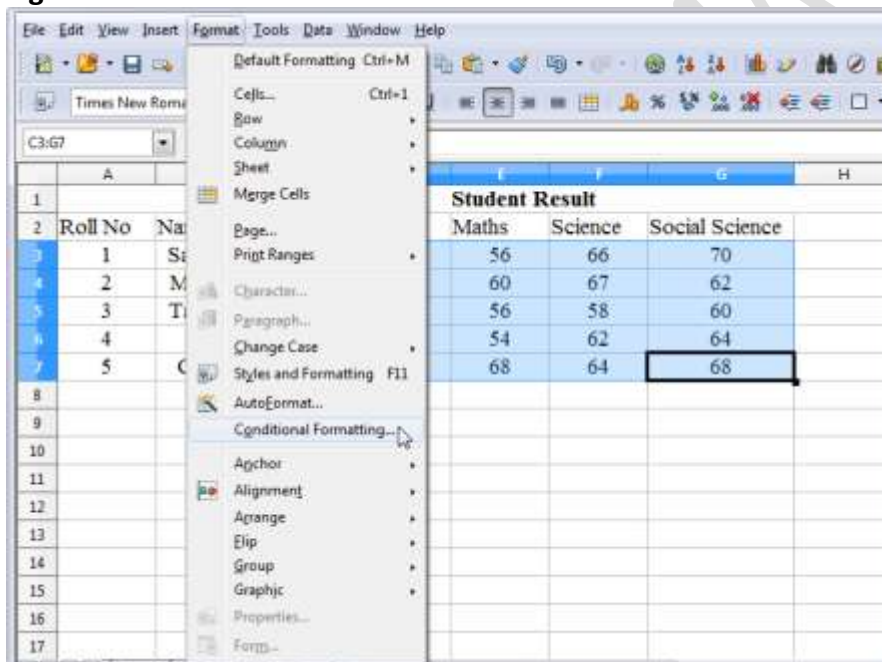 File Edit View Insert Format Tools Data Window Help
Default Formatting Ctrl+M
Times New Roma
Cells... Ctrl+1
Row
C3:G7
Column
Sheet
A E F G H
Merge Cells
1 Student Result
2 Roll No Na Maths Science Social Science
Page...
3 1 Sa 56 66 70
Print Ranges
4 2 M 60 67 62
Character...
5 3 Ti 56 58 60
Paragraph...
6 4 54 62 64
Change Case
7 5 68 64 68
Styles and Formatting F11
8
AutoFormat...
9
Conditional Formatting...
10
Anchor
11
Alignment
12
Arrange
13
Flip
14
Group
15
Graphic
16
Properties...
17
Form...